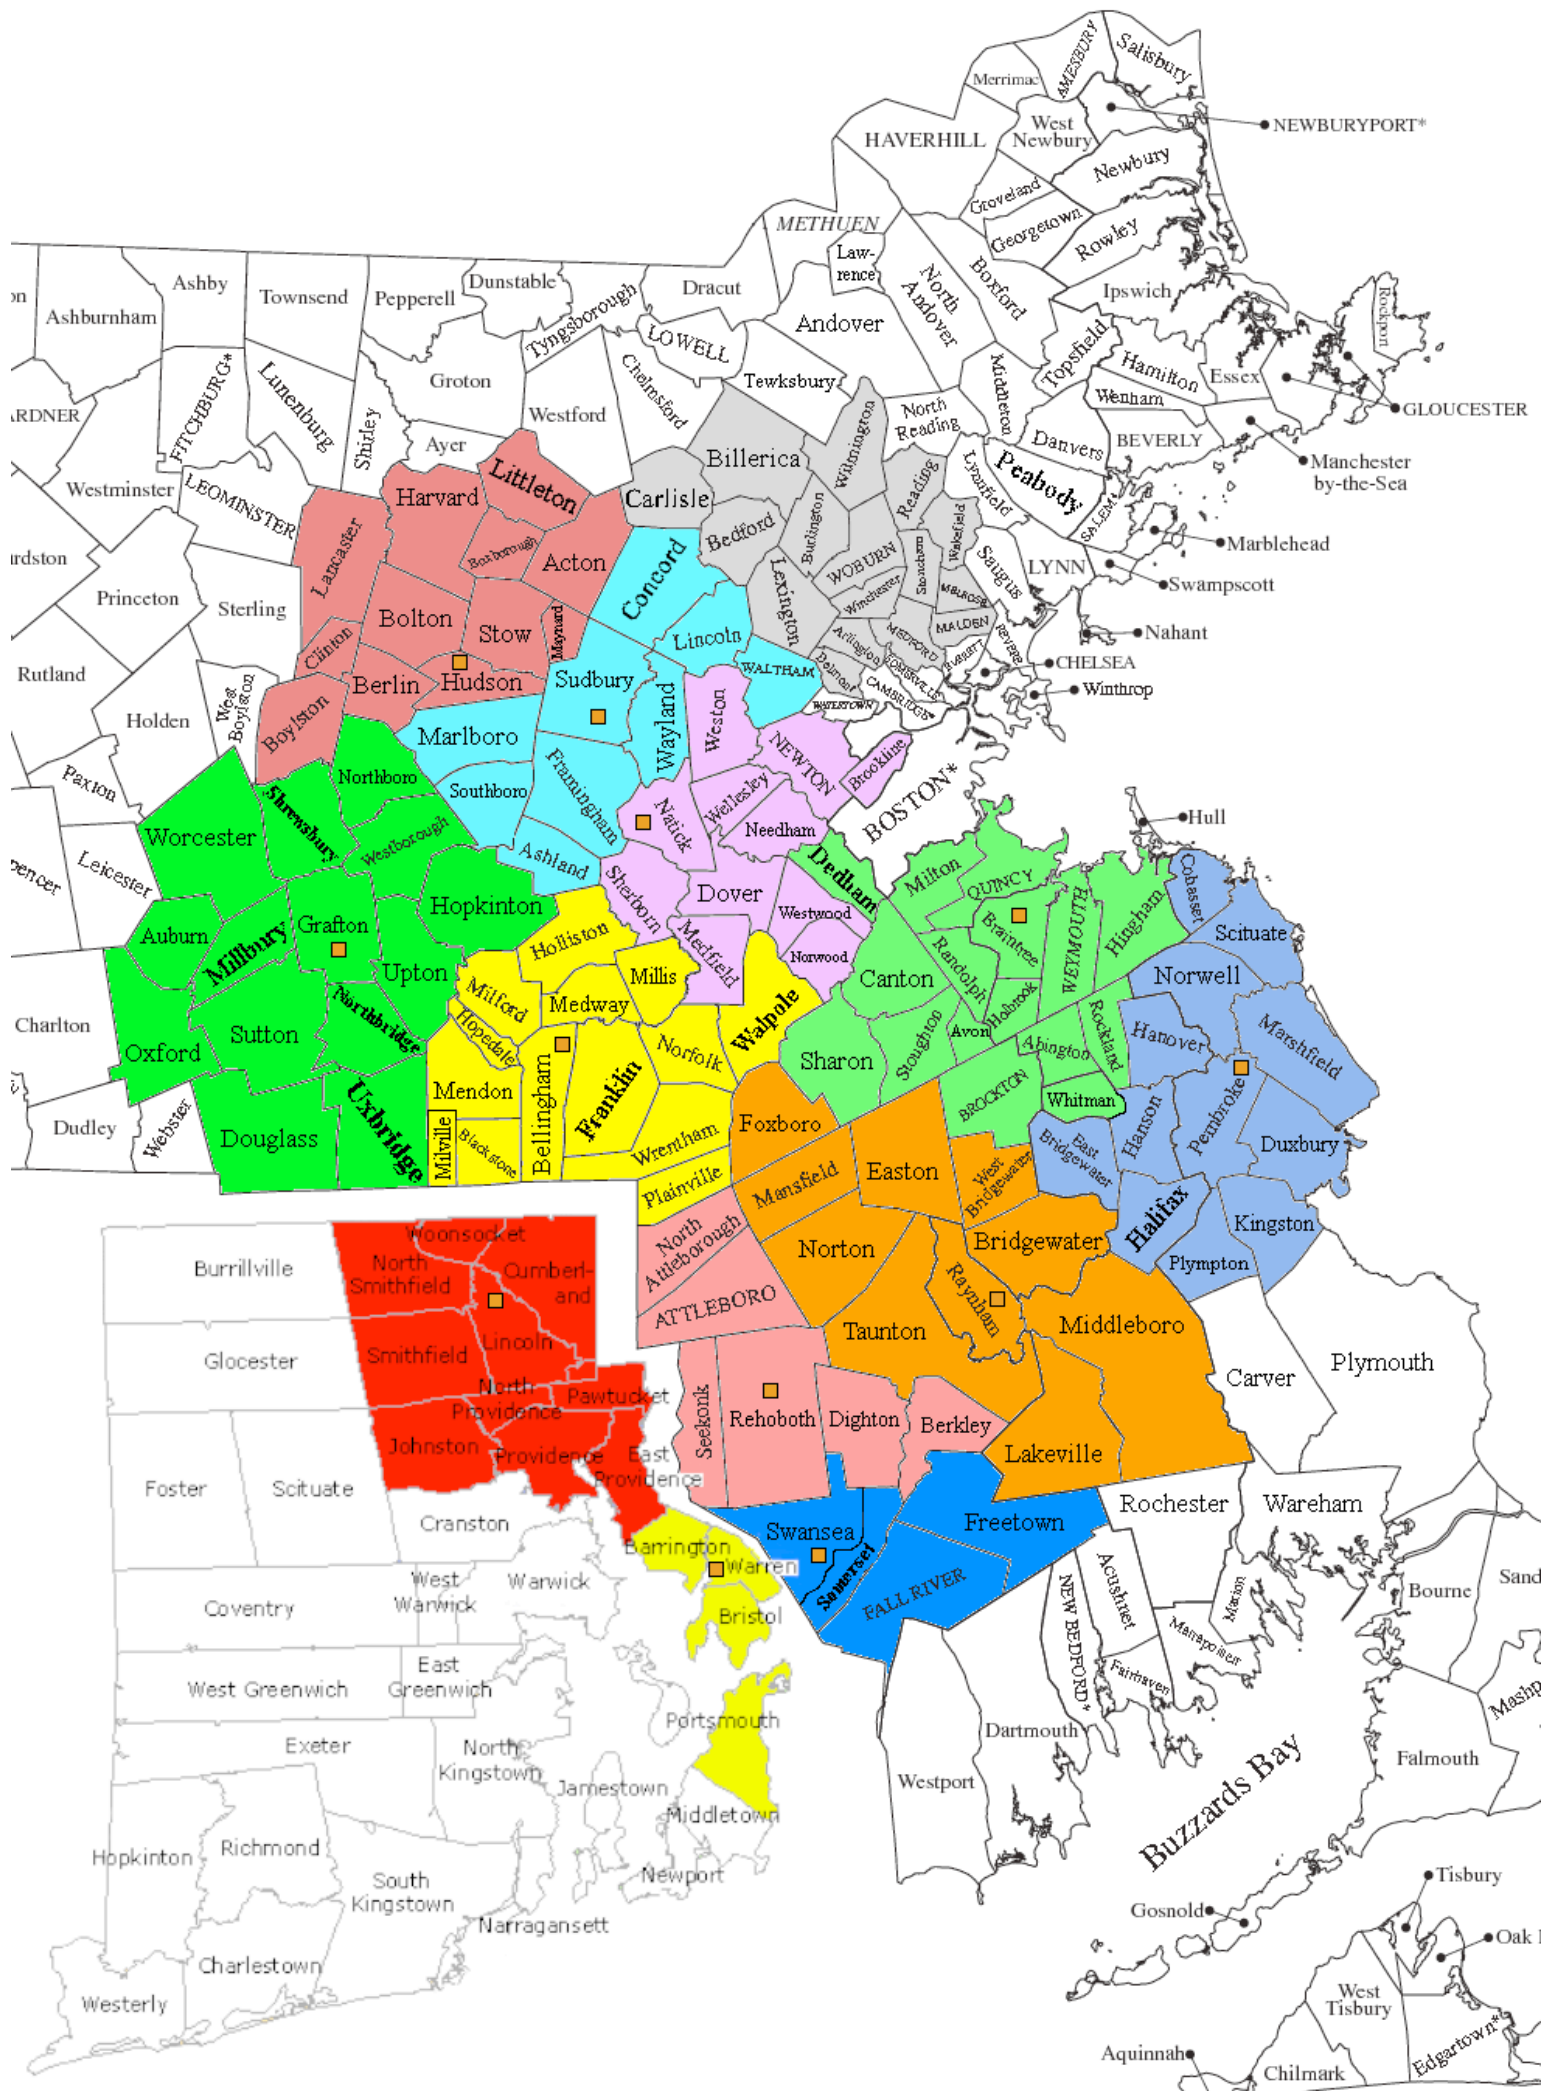 Salisbury
AMESBURY
Merrimac
NEWBURYPORT*
West
Newbury
HAVERHILL
Newbury
Groveland
Georgetown
Rowley
METHUEN
Law-
rence
Boxford
North
Andover
Ipswich
Rockport
Ashby
Townsend
Pepperell
Dunstable
Tyngsborough
Dracut
on
Ashburnham
LOWELL
Andover
Topsfield
Hamilton
Essex
Wenham
GLOUCESTER
Groton
Chelmsford
Tewksbury
Middleton
FITCHBURG*
Lunenburg
Shirley
Westford
North
Reading
Danvers
BEVERLY
ARDNER
Ayer
Manchester
by-the-Sea
Billerica
Wilmington
Reading
Lynnfield
Peabody
SALEM*
Westminster
LEOMINSTER
Harvard
Littleton
Carlisle
Bedford
Burlington
Wakefield
Marblehead
Lancaster
Boxborough
Acton
Concord
WOBURN
Stoneham
Saugus
LYNN
Swampscott
rdston
Princeton
Sterling
Bolton
Stow
Maynard
Lexington
Winchester
MELROSE
MALDEN
Nahant
Clinton
Lincoln
Arlington
MEDFORD
EVERETT
REVERE
CHELSEA
Winthrop
Rutland
Holden
West
Boylston
Boylston
Berlin
Hudson
Sudbury
Wayland
Weston
WALTHAM
Belmont
SOMERVILLE
CAMBRIDGE*
WATERTOWN
Marlboro
NEWTON
Brookline
BOSTON*
Paxton
Northboro
Southboro
Framingham
Natick
Wellesley
Needham
Hull
Worcester
Shrewsbury
Westborough
Ashland
Dedham
Milton
QUINCY
Cohasset
pencer
Leicester
Hopkinton
Sherborn
Dover
Westwood
Braintree
WEYMOUTH
Hingham
Scituate
Auburn
Millbury
Grafton
Upton
Holliston
Medfield
Norwood
Canton
Randolph
Holbrook
Norwell
Milford
Medway
Millis
Walpole
Charlton
Oxford
Sutton
Northbridge
Hopedale
Norfolk
Sharon
Stoughton
Avon
Abington
Rockland
Hanover
Marshfield
Mendon
Bellingham
Franklin
BROCKTON
Whitman
Hanson
Pembroke
Dudley
Webster
Douglass
Uxbridge
Milville
Blackstone
Wrentham
Plainville
Foxboro
Mansfield
Easton
West
Bridgewater
East
Bridgewater
Duxbury
Halifax
Kingston
Plympton
North
Attleborough
Norton
Bridgewater
Raynham
ATTLEBORO
Taunton
Middleboro
Burrillville
Woonsocket
North
Smithfield
Cumberl-
and
Glocester
Smithfield
Lincoln
Carver
Plymouth
North
Providence
Pawtucket
Seekonk
Rehoboth
Dighton
Berkley
Lakeville
Johnston
Providence
East
Providence
Foster
Scituate
Cranston
Swansea
Somerset
Freetown
FALL RIVER
Rochester
Wareham
Barrington
Warren
Bristol
West
Warwick
Warwick
Coventry
NEW BEDFORD*
Acushnet
Marion
Mattapoisett
Fairhaven
Bourne
Sand
Mashp
West Greenwich
East
Greenwich
Portsmouth
Exeter
North
Kingstown
Jamestown
Middletown
Dartmouth
Westport
Buzzards Bay
Falmouth
Hopkinton
Richmond
South
Kingstown
Newport
Narragansett
Gosnold
Tisbury
Oak
Charlestown
Westerly
West
Tisbury
Edgartown*
Aquinnah
Chilmark